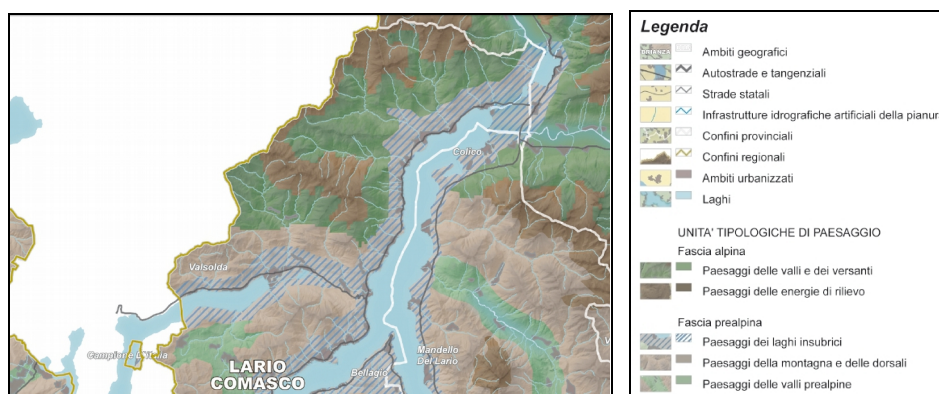 Colico
Valsolda
Campione D'Italia
LARIO
COMASCO
Bellagio
Mandello
Del Lario
V
Legenda
BRIANZA
Ambiti geografici
Autostrade e tangenziali
Strade statali
Infrastrutture idrografiche artificiali della pianur
Confini provinciali
Confini regionali
Ambiti urbanizzati
Laghi
UNITA' TIPOLOGICHE DI PAESAGGIO
Fascia alpina
Paesaggi delle valli e dei versanti
Paesaggi delle energie di rilievo
Fascia prealpina
Paesaggi dei laghi insubrici
Paesaggi della montagna e delle dorsali
Paesaggi delle valli prealpine